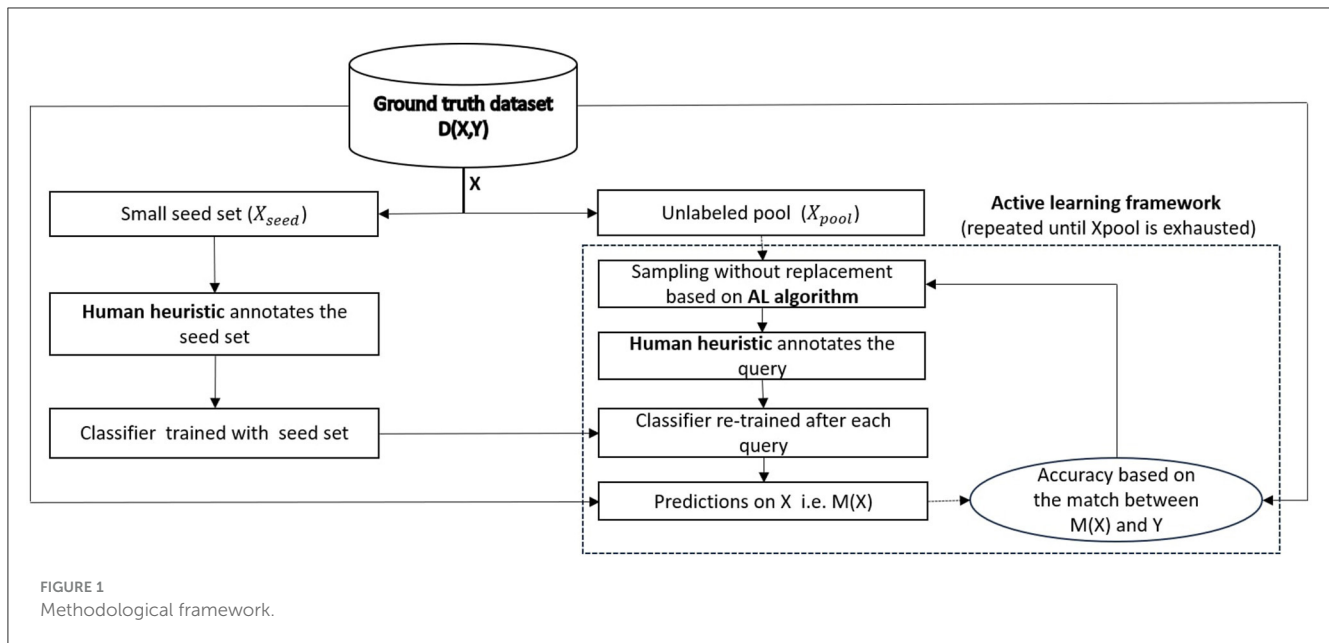 Ground truth dataset
D(X,Y)
X
Small seed set (X_seed)
Unlabeled pool (X_pool)
Active learning framework
(repeated until Xpool is exhausted)
Human heuristic annotates the
seed set
Sampling without replacement
based on AL algorithm
Human heuristic annotates the
query
Classifier trained with seed set
Classifier re-trained after each
query
Predictions on X i.e. M(X)
Accuracy based on
the match between
M(X) and Y
FIGURE 1
Methodological framework.